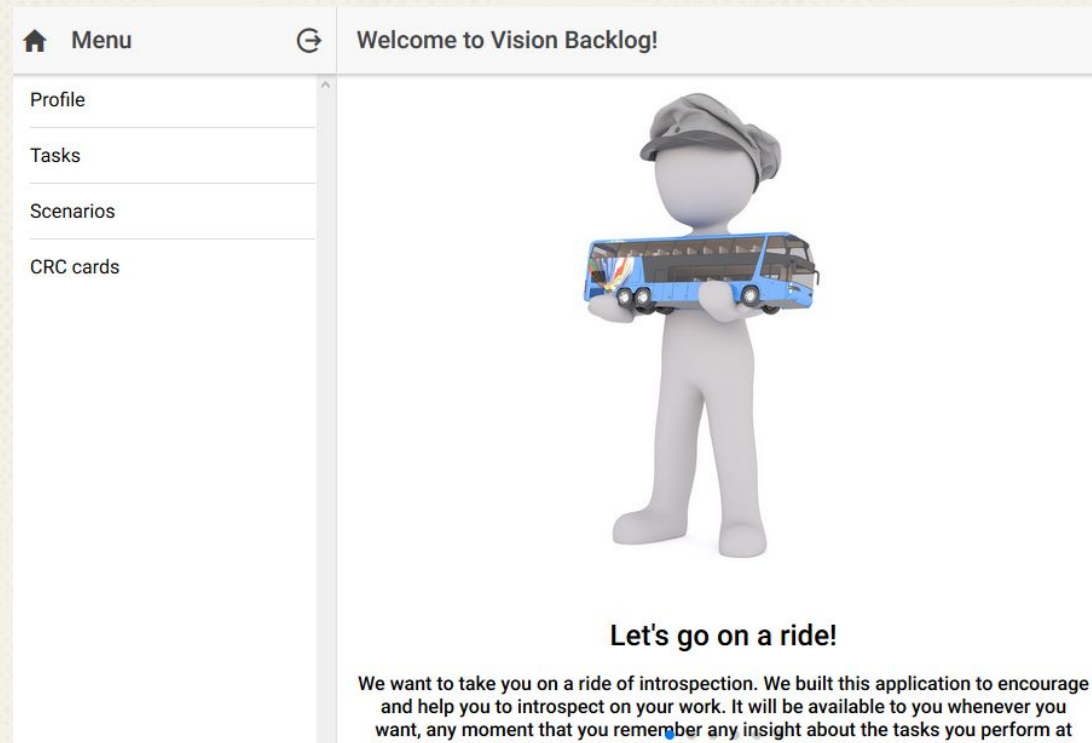 Menu
Welcome to Vision Backlog!
Profile
Tasks
Scenarios
CRC cards
Let's go on a ride!
We want to take you on a ride of introspection. We built this application to encourage
and help you to introspect on your work. It will be available to you whenever you
want, any moment that you remember any insight about the tasks you perform at